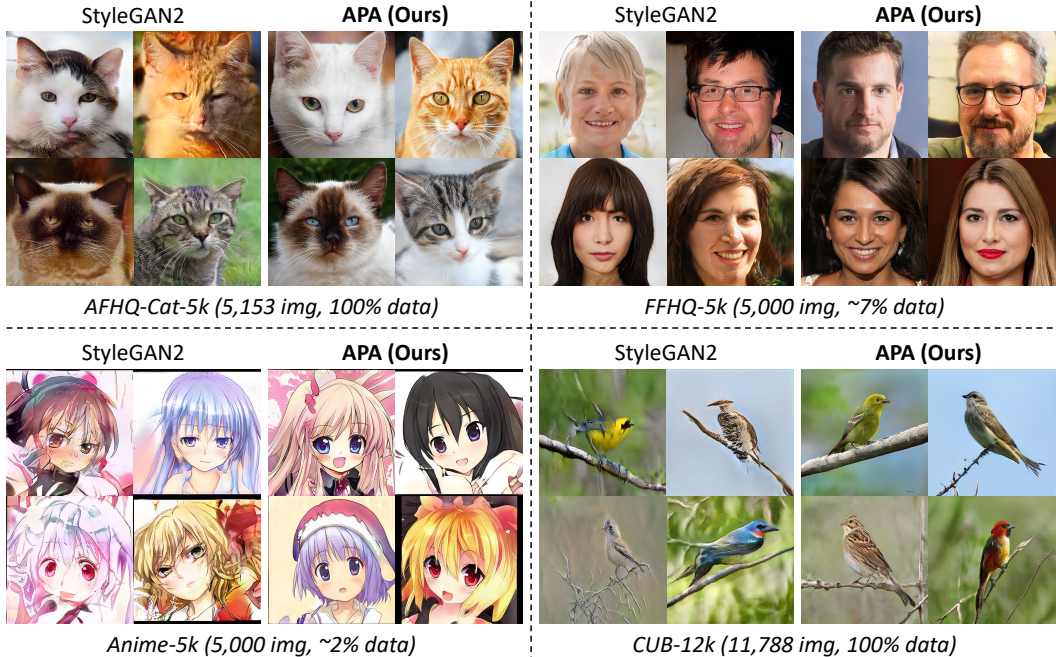 StyleGAN2 APA (Ours)
AFHQ-Cat-5k (5,153 img, 100% data)
StyleGAN2 APA (Ours)
FFHQ-5k (5,000 img, ~7% data)
StyleGAN2 APA (Ours)
Anime-5k (5,000 img, ~2% data)
StyleGAN2 APA (Ours)
CUB-12k (11,788 img, 100% data)